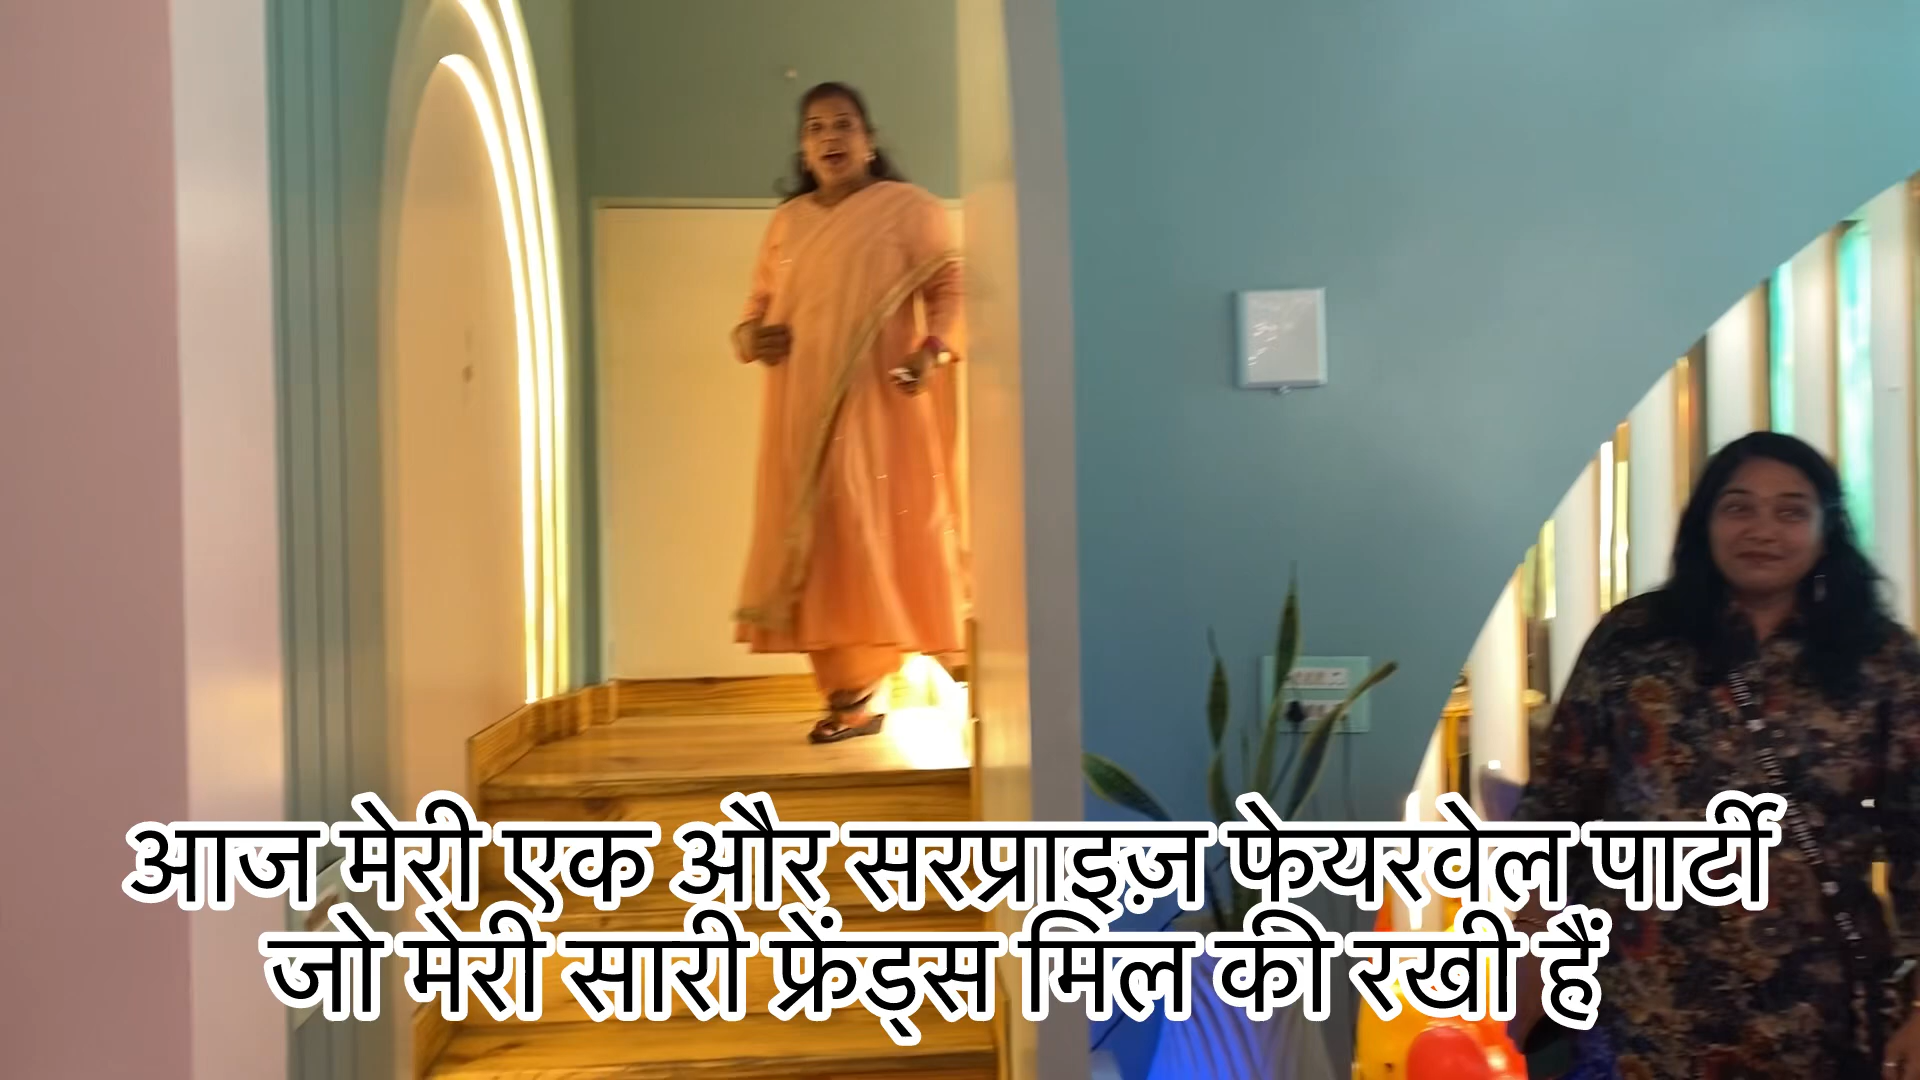 आज मेरी एक और सरप्राइज़ फेयरवेल पार्टी
जो मेरी सारी फ्रेंड्स मिल की रखी हैं